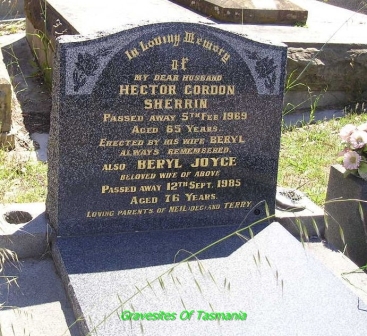 In Loving Memory
of
MY DEAR HUSBAND
HECTOR GORDON
SHERRIN
PASSED AWAY 5TH FEB 1969
AGED 65 YEARS.
ERECTED BY HIS WIFE BERYL
ALWAYS REMEMBERED.
ALSO BERYL JOYCE
BELOVED WIFE OF ABOVE
PASSED AWAY 12TH SEPT. 1985
AGED 76 YEARS.
LOVING PARENTS OF NEIL (DEC) AND TERRY
Gravesites Of Tasmania